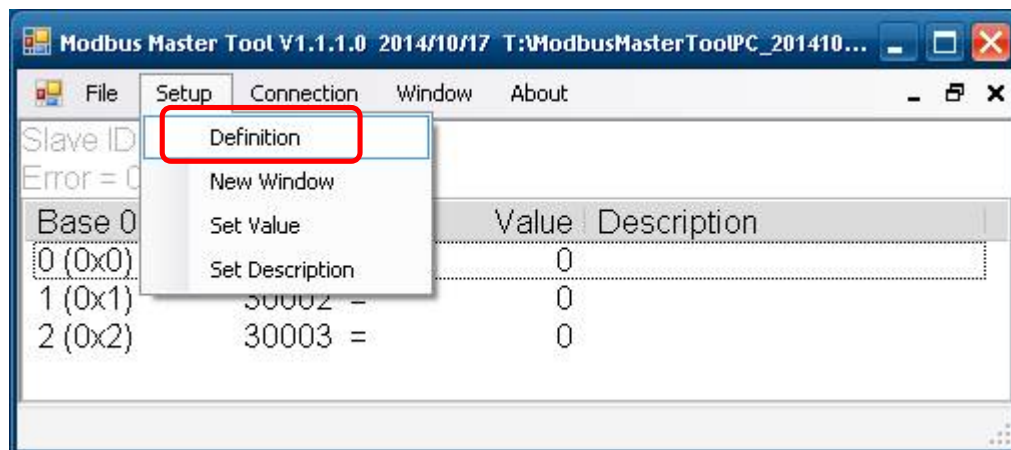 Modbus Master Tool V1.1.1.0 2014/10/17 T:\ModbusMasterToolPC_201410...
File Setup Connection Window About
Slave ID
Definition
Error = 0
New Window
Base 0
Value Description
Set Value
0 (0x0)
0
Set Description
1 (0x1) 30002 = 0
2 (0x2) 30003 = 0